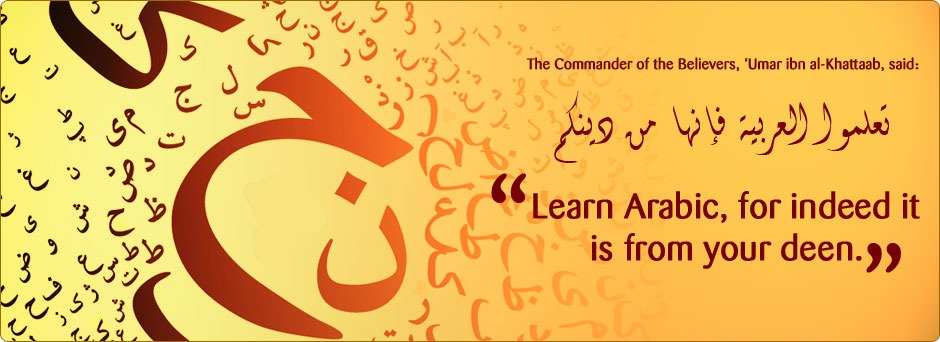 The Commander of the Believers, ‘Umar ibn al-Khattaab, said:
تعلموا العربية فإنها من دينكم
“Learn Arabic, for indeed it
is from your deen.„